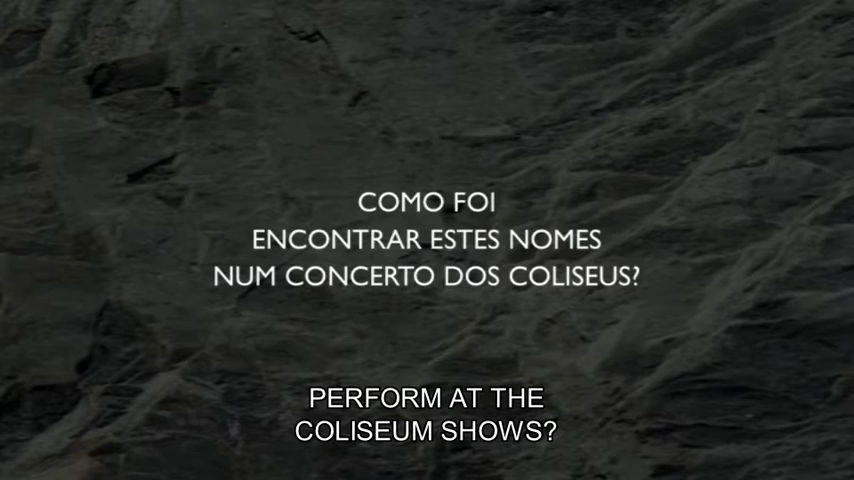 COMO FOI
ENCONTRAR ESTES NOMES
NUM CONCERTO DOS COLISEUS?
PERFORM AT THE
COLISEUM SHOWS?